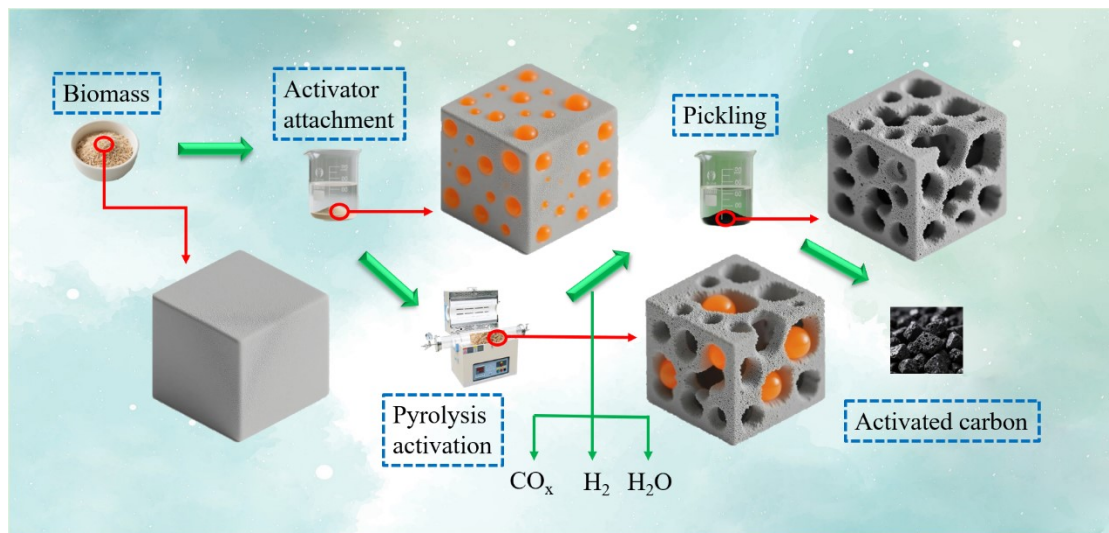 Biomass
Activator
attachment
Pickling
Pyrolysis
activation
Activated carbon
COₓ
H₂
H₂O